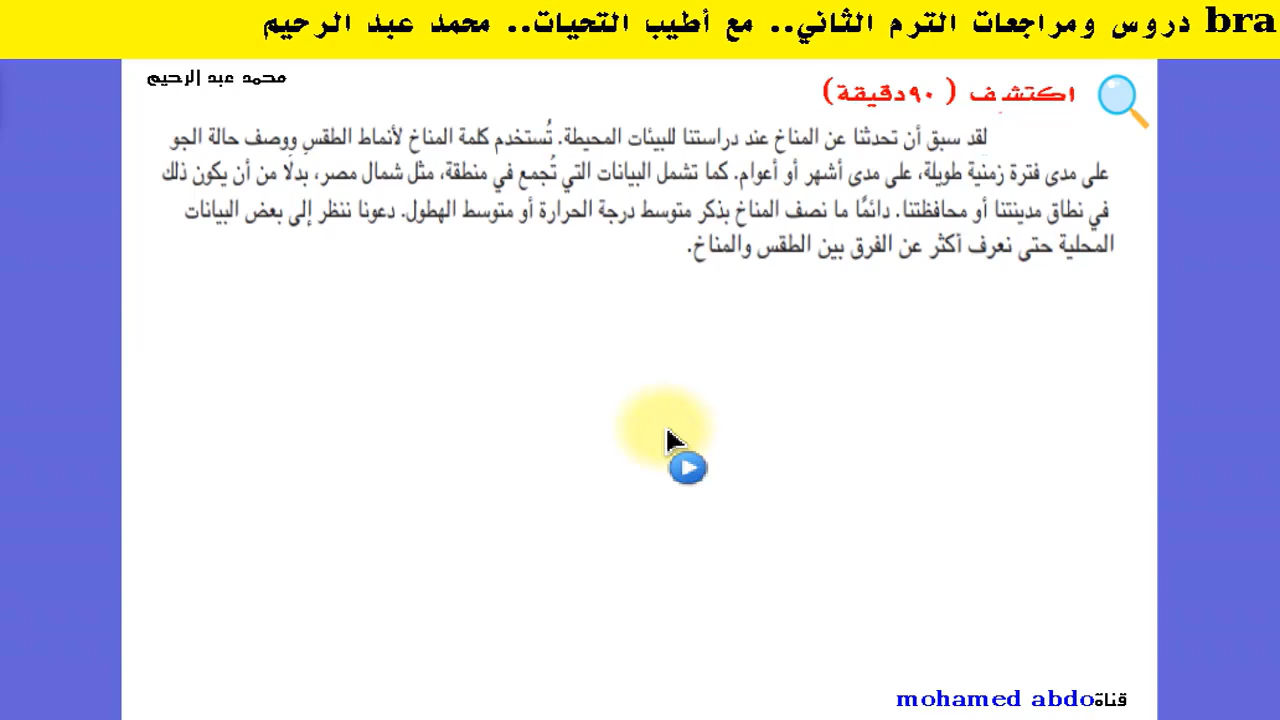 bra دروس ومراجعات الترم الثاني.. مع أطيب التحيات.. محمد عبد الرحيم
محمد عبد الرحيم
اكتشف ( ٩٠دقيقة)
لقد سبق أن تحدثنا عن المناخ عند دراستنا للبيئات المحيطة. تُستخدم كلمة المناخ لأنماط الطقسِ ووصف حالة الجو
على مدى فترة زمنية طويلة، على مدى أشهر أو أعوام. كما تشمل البيانات التي تُجمع في منطقة، مثل شمال مصر، بدلًا من أن يكون ذلك
في نطاق مدينتنا أو محافظتنا. دائمًا ما نصف المناخ بذكر متوسط درجة الحرارة أو متوسط الهطول. دعونا ننظر إلى بعض البيانات
المحلية حتى نعرف أكثر عن الفرق بين الطقس والمناخ.
قناة mohamed abdo